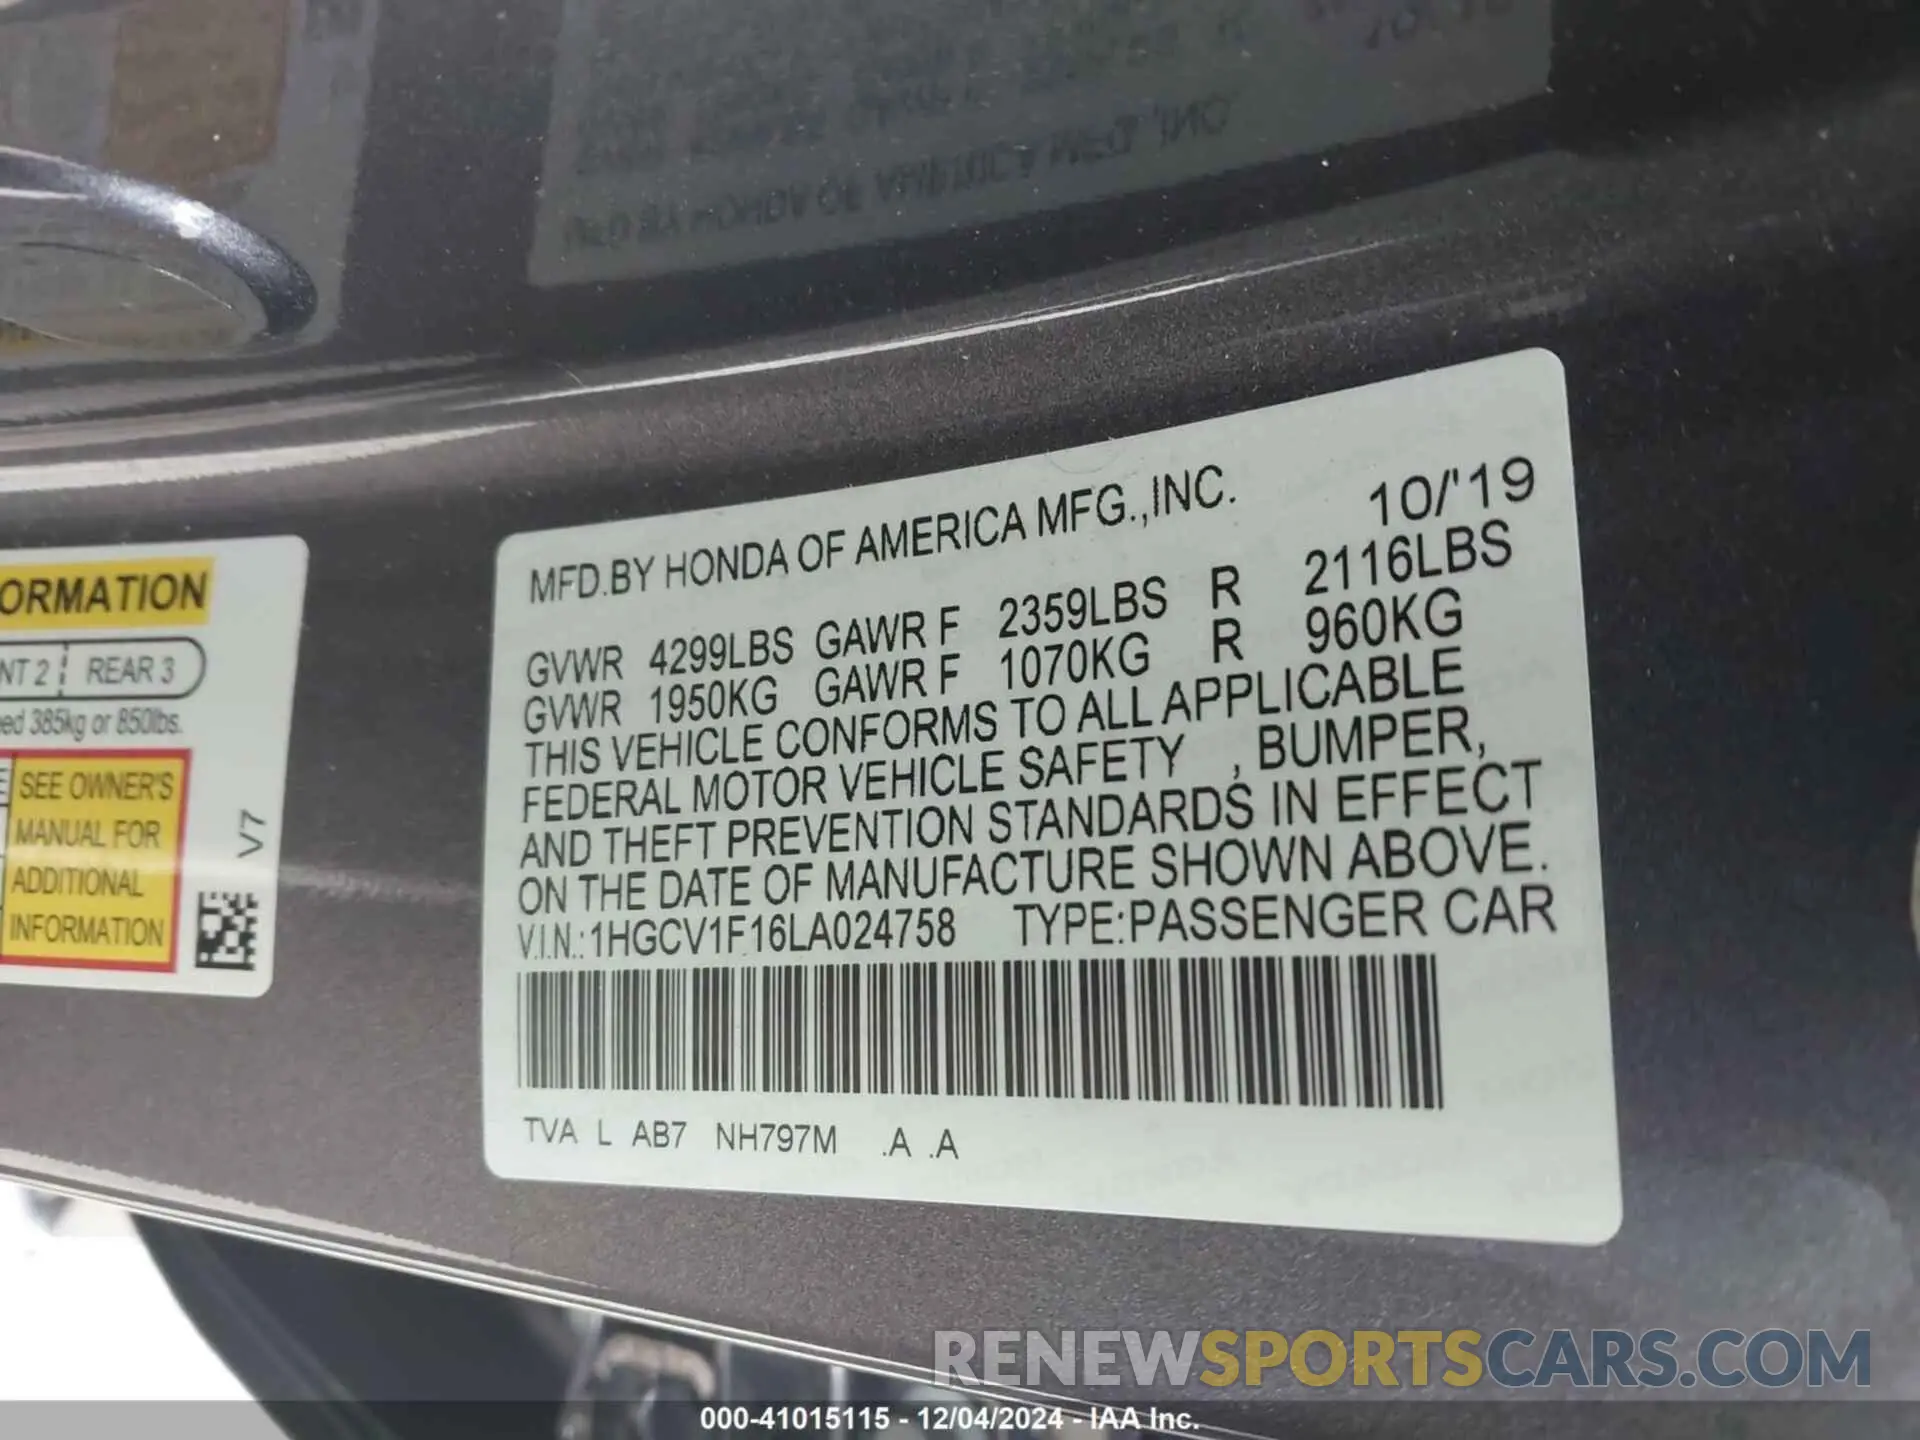 MFD.BY HONDA OF AMERICA MFG.,INC. 10/'19
GVWR 4299LBS GAWR F 2359LBS R 2116LBS
GVWR 1950KG GAWR F 1070KG R 960KG
THIS VEHICLE CONFORMS TO ALL APPLICABLE
FEDERAL MOTOR VEHICLE SAFETY , BUMPER,
AND THEFT PREVENTION STANDARDS IN EFFECT
ON THE DATE OF MANUFACTURE SHOWN ABOVE.
V.I.N.:1HGCV1F16LA024758 TYPE:PASSENGER CAR
TVA L AB7 NH797M .A .A
ORMATION
NT 2 REAR 3
ed 385kg or 850lbs.
E SEE OWNER'S
MANUAL FOR
ADDITIONAL
INFORMATION
V7
RENEWSPORTSCARS.COM
000-41015115 - 12/04/2024 - IAA Inc.